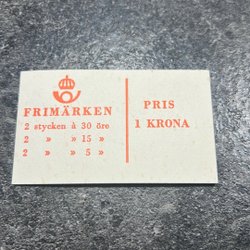 FRIMÄRKEN
2 stycken à 30 öre
2 » » 15 »
2 » » 5 »
PRIS
1 KRONA